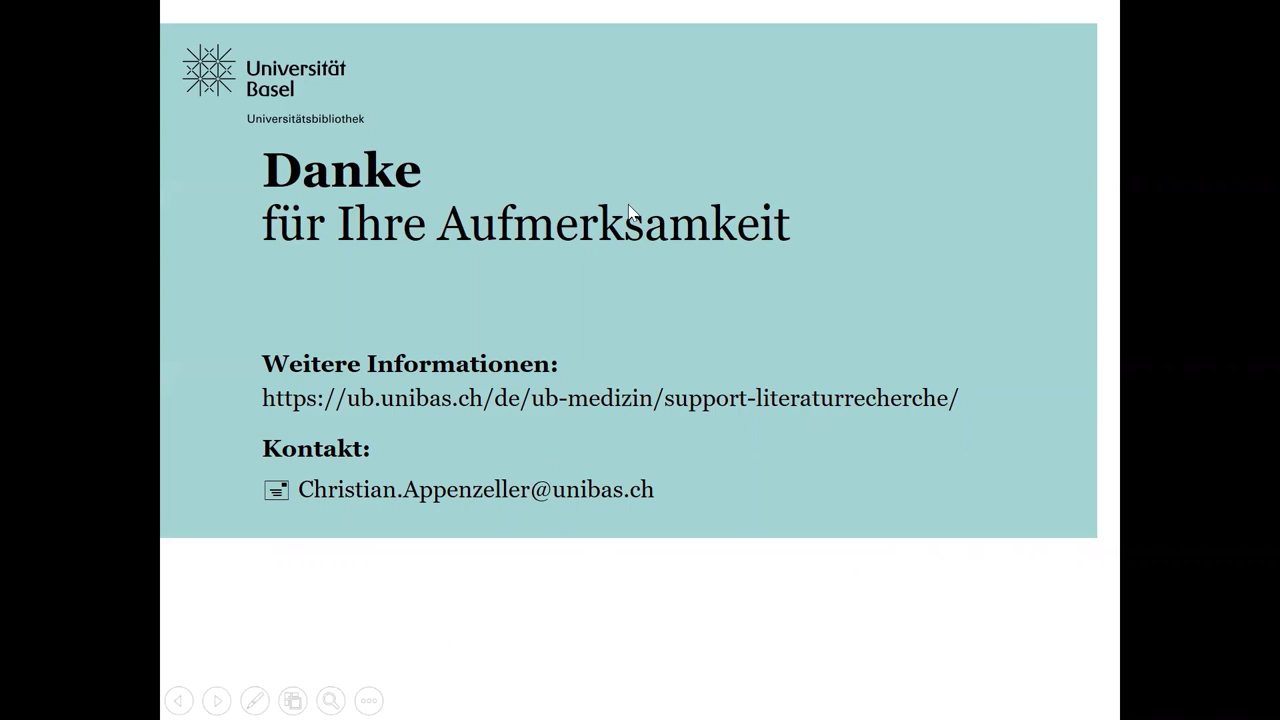 Universität
Basel
Universitätsbibliothek
Danke
für Ihre Aufmerksamkeit
Weitere Informationen:
https://ub.unibas.ch/de/ub-medizin/support-literaturrecherche/
Kontakt:
Christian.Appenzeller@unibas.ch